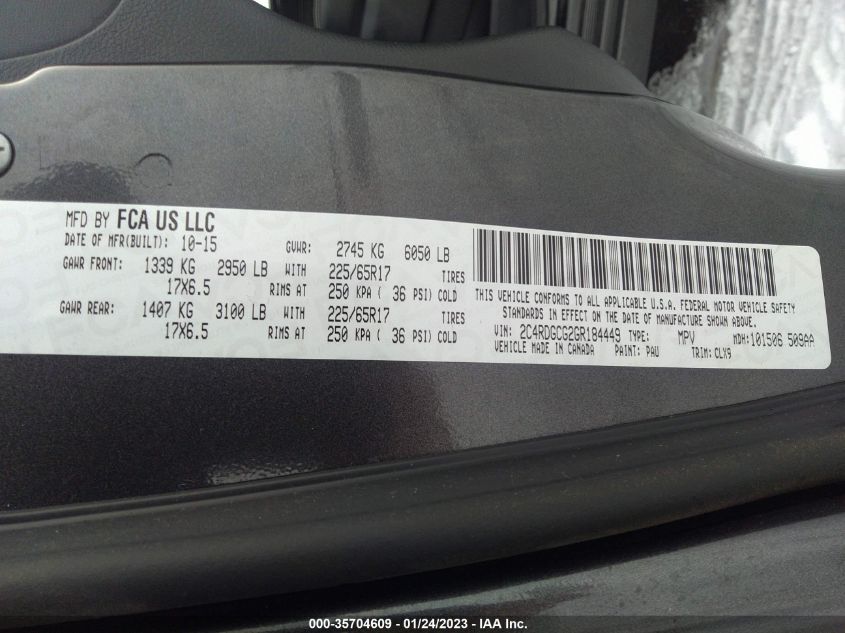 MFD BY FCA US LLC
DATE OF MFR(BUILT): 10-15 GVWR: 2745 KG 6050 LB
GAWR FRONT: 1339 KG 2950 LB WITH 225/65R17 TIRES
17X6.5 RIMS AT 250 KPA ( 36 PSI) COLD
GAWR REAR: 1407 KG 3100 LB WITH 225/65R17 TIRES
17X6.5 RIMS AT 250 KPA ( 36 PSI) COLD
THIS VEHICLE CONFORMS TO ALL APPLICABLE U.S.A. FEDERAL MOTOR VEHICLE SAFETY
STANDARDS IN EFFECT ON THE DATE OF MANUFACTURE SHOWN ABOVE.
VIN: 2C4RDGCG2GR184449 TYPE: MPV MDH:101506 509AA
VEHICLE MADE IN CANADA PAINT: PAU TRIM: CLX9
000-35704609 - 01/24/2023 - IAA Inc.